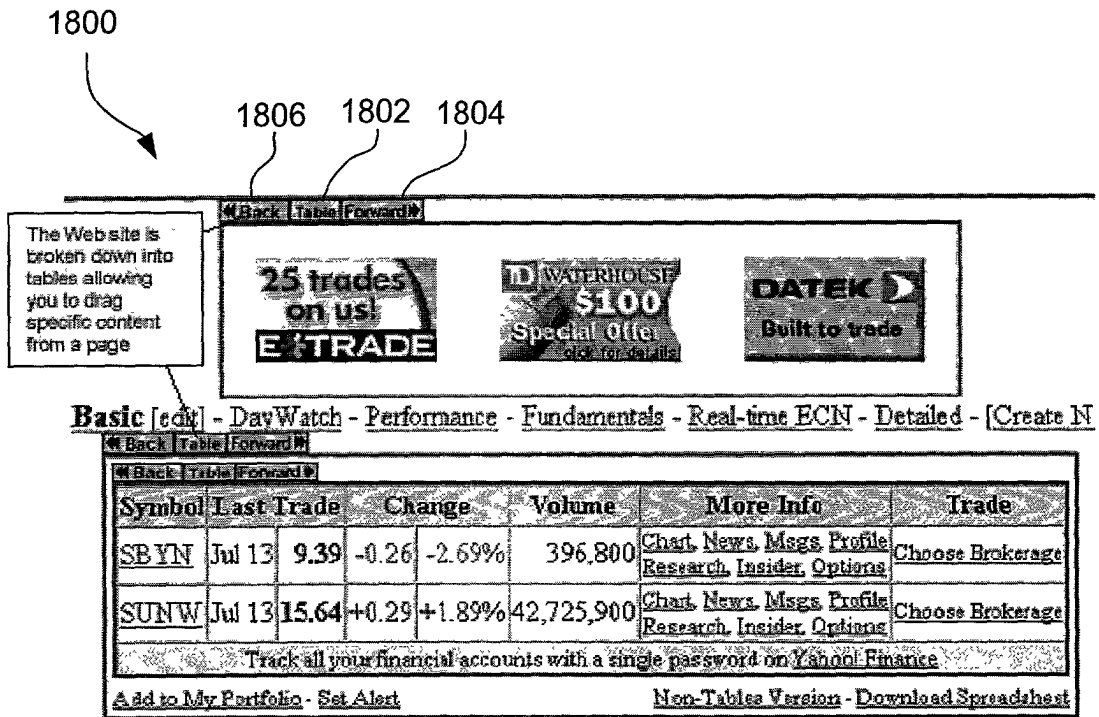 1800
1806 1802 1804
Back Table Forward
The Web site is
broken down into
tables allowing
you to drag
specific content
from a page
25 trades
on us!
E*TRADE
TD WATERHOUSE
$100
Special Offer
click for details
DATEK
Built to trade
Basic [edit] - DayWatch - Performance - Fundamentals - Real-time ECN - Detailed - [Create N
Back Table Forward
Back Table Forward
Symbol Last Trade Change Volume More Info Trade
SBYN Jul 13 9.39 -0.26 -2.69% 396,800 Chart, News, Msgs, Profile Choose Brokerage
Research, Insider, Options
SUNW Jul 13 15.64 +0.29 +1.89% 42,725,900 Chart, News, Msgs, Profile Choose Brokerage
Research, Insider, Options
Track all your financial accounts with a single password on Yahoo! Finance
Add to My Portfolio - Set Alert Non-Tables Version - Download Spreadsheet